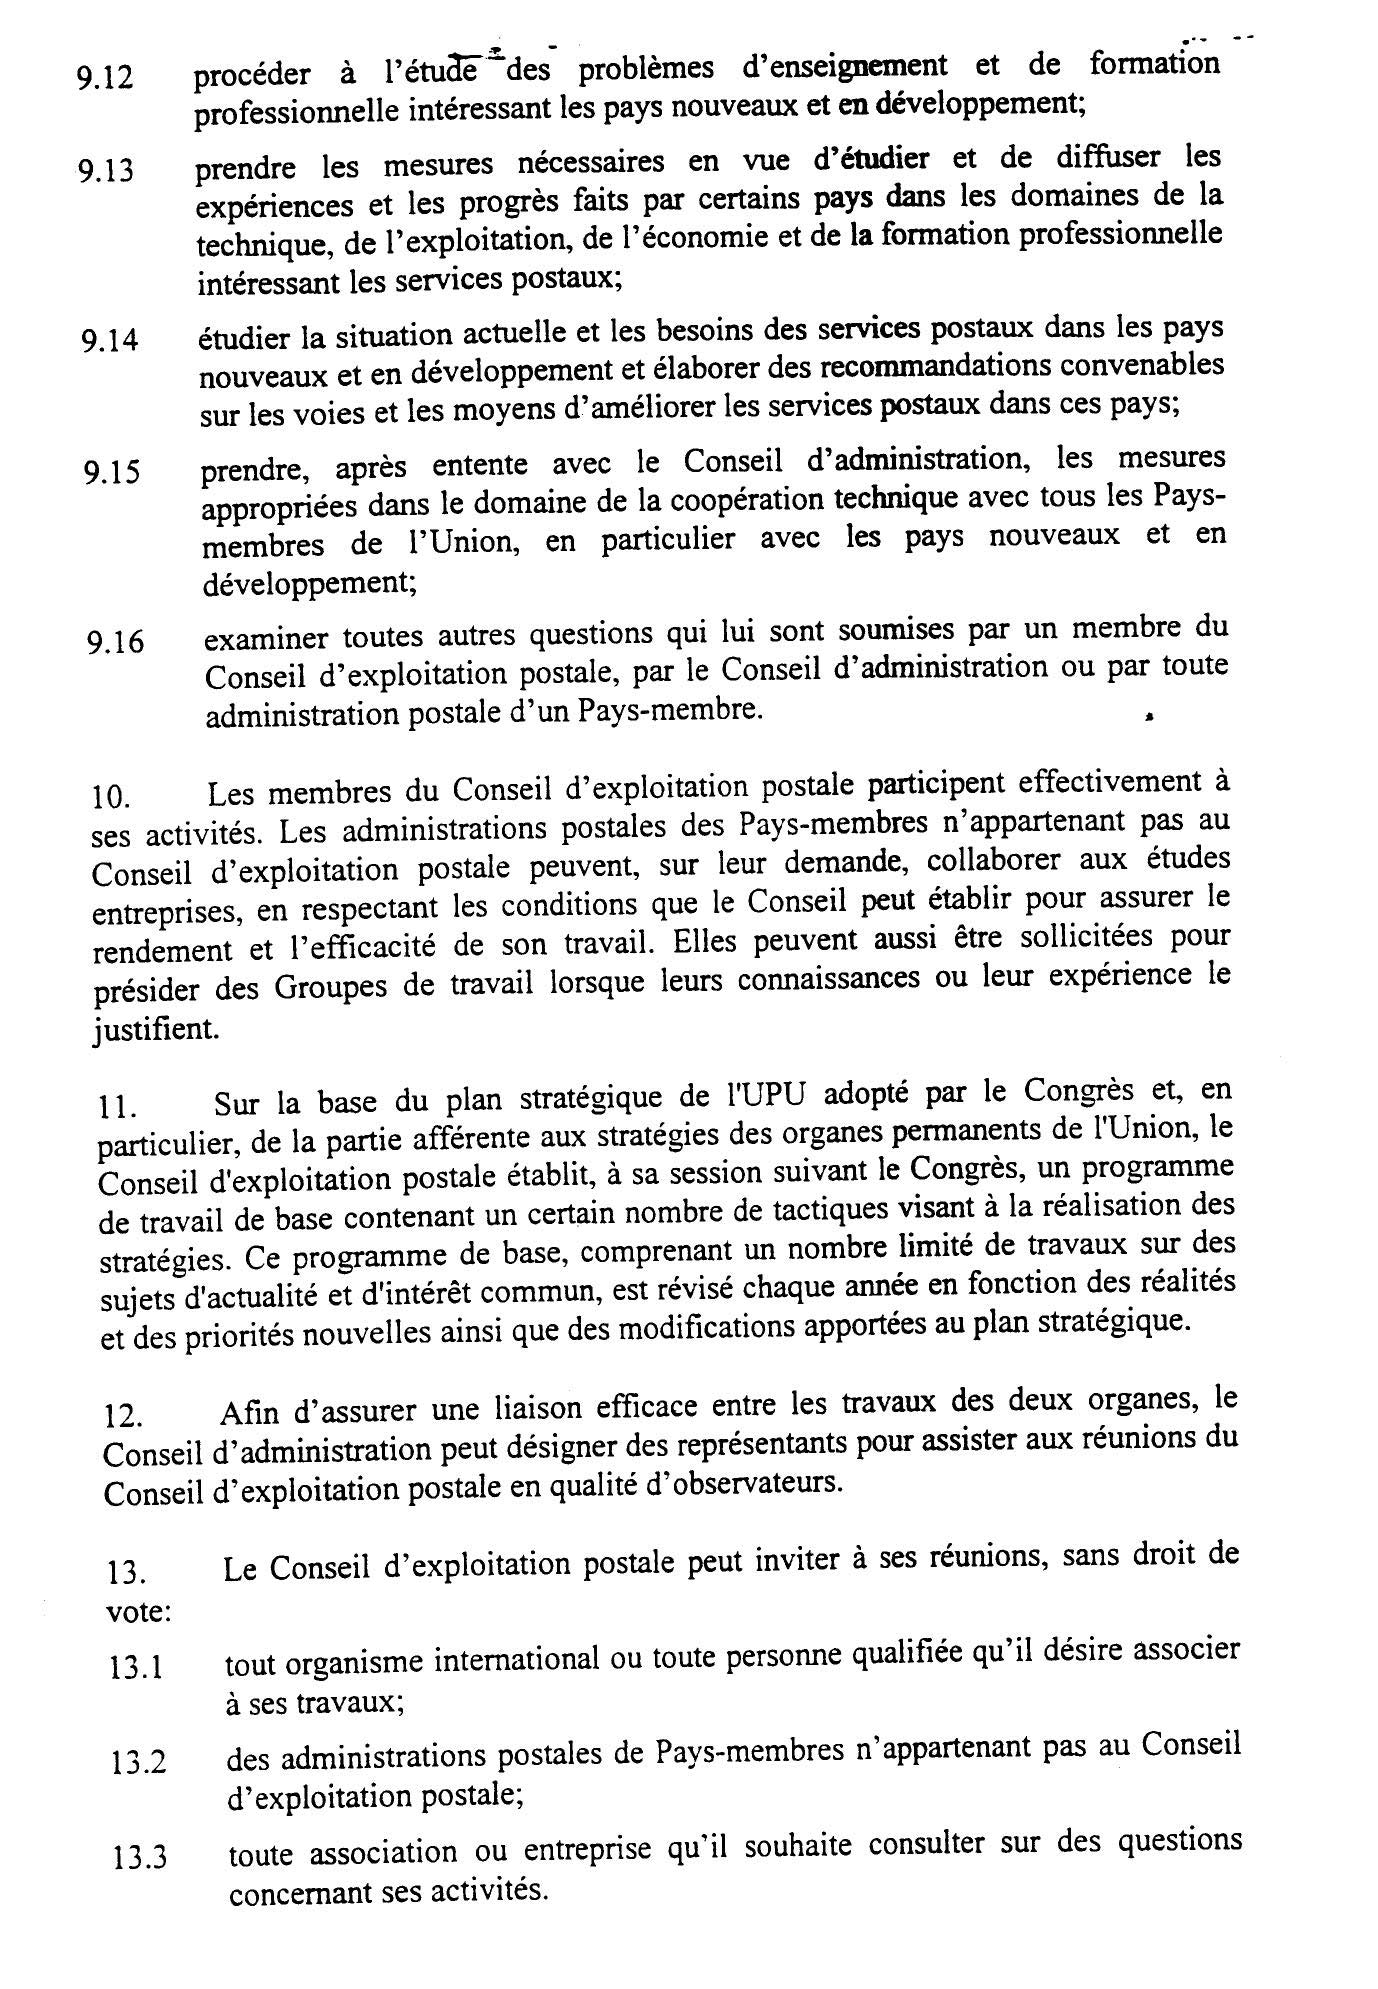 9.12 procéder à l’étude des problèmes d’enseignement et de formation
professionnelle intéressant les pays nouveaux et en développement;
9.13 prendre les mesures nécessaires en vue d’étudier et de diffuser les
expériences et les progrès faits par certains pays dans les domaines de la
technique, de l’exploitation, de l’économie et de la formation professionnelle
intéressant les services postaux;
9.14 étudier la situation actuelle et les besoins des services postaux dans les pays
nouveaux et en développement et élaborer des recommandations convenables
sur les voies et les moyens d’améliorer les services postaux dans ces pays;
9.15 prendre, après entente avec le Conseil d’administration, les mesures
appropriées dans le domaine de la coopération technique avec tous les Pays-
membres de l’Union, en particulier avec les pays nouveaux et en
développement;
9.16 examiner toutes autres questions qui lui sont soumises par un membre du
Conseil d’exploitation postale, par le Conseil d’administration ou par toute
administration postale d’un Pays-membre.
10. Les membres du Conseil d’exploitation postale participent effectivement à
ses activités. Les administrations postales des Pays-membres n’appartenant pas au
Conseil d’exploitation postale peuvent, sur leur demande, collaborer aux études
entreprises, en respectant les conditions que le Conseil peut établir pour assurer le
rendement et l’efficacité de son travail. Elles peuvent aussi être sollicitées pour
présider des Groupes de travail lorsque leurs connaissances ou leur expérience le
justifient.
11. Sur la base du plan stratégique de l'UPU adopté par le Congrès et, en
particulier, de la partie afférente aux stratégies des organes permanents de l'Union, le
Conseil d'exploitation postale établit, à sa session suivant le Congrès, un programme
de travail de base contenant un certain nombre de tactiques visant à la réalisation des
stratégies. Ce programme de base, comprenant un nombre limité de travaux sur des
sujets d'actualité et d'intérêt commun, est révisé chaque année en fonction des réalités
et des priorités nouvelles ainsi que des modifications apportées au plan stratégique.
12. Afin d’assurer une liaison efficace entre les travaux des deux organes, le
Conseil d’administration peut désigner des représentants pour assister aux réunions du
Conseil d’exploitation postale en qualité d’observateurs.
13. Le Conseil d’exploitation postale peut inviter à ses réunions, sans droit de
vote:
13.1 tout organisme international ou toute personne qualifiée qu’il désire associer
à ses travaux;
13.2 des administrations postales de Pays-membres n’appartenant pas au Conseil
d’exploitation postale;
13.3 toute association ou entreprise qu’il souhaite consulter sur des questions
concernant ses activités.